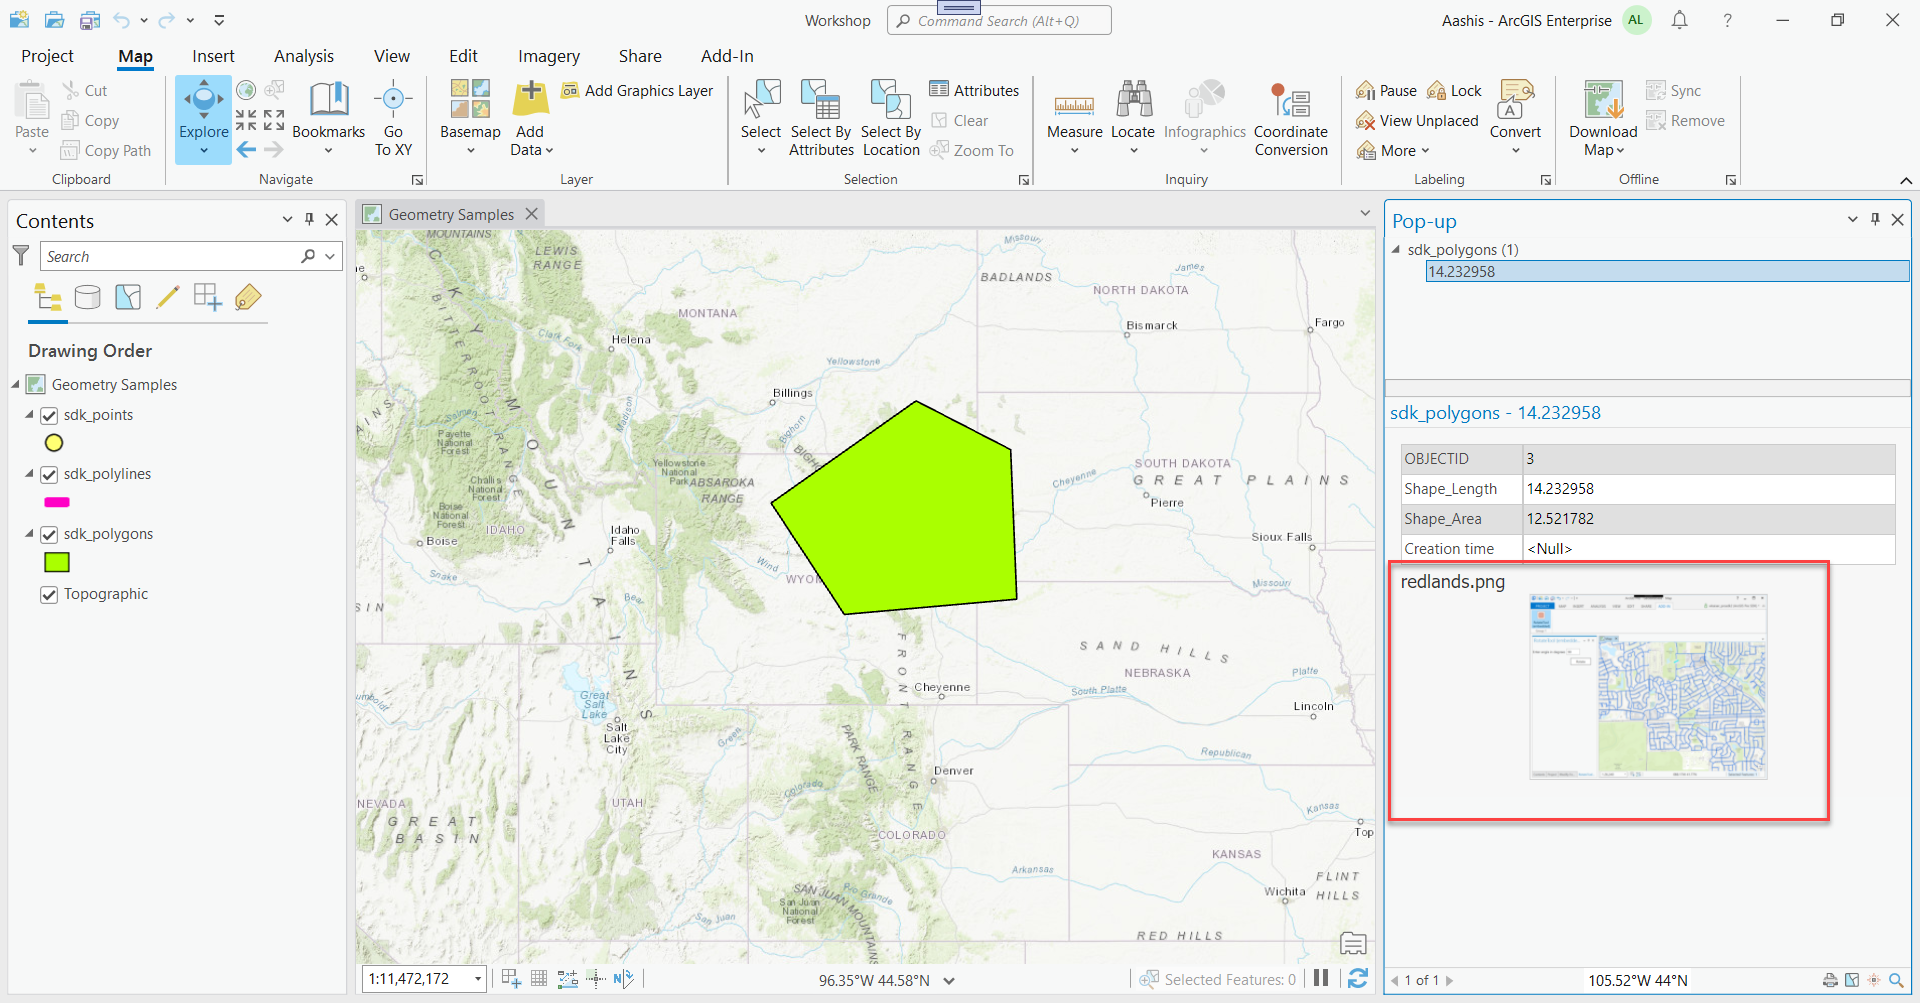 Workshop
Command Search (Alt+Q)
Aashis - ArcGIS Enterprise
AL
?
Project
Map
Insert
Analysis
View
Edit
Imagery
Share
Add-In
Paste
Cut
Copy
Copy Path
Clipboard
Explore
Bookmarks
Go
To XY
Navigate
Basemap
Add
Data
Add Graphics Layer
Layer
Select
Select By
Attributes
Select By
Location
Attributes
Clear
Zoom To
Selection
Measure
Locate
Infographics
Coordinate
Conversion
Inquiry
Pause
Lock
View Unplaced
More
Convert
Labeling
Download
Map
Sync
Remove
Offline
Contents
Search
Drawing Order
Geometry Samples
sdk_points
sdk_polylines
sdk_polygons
Topographic
Geometry Samples
MOUNTAINS
LEWIS
RANGE
Missouri
BADLANDS
James
NORTH DAKOTA
MONTANA
Bismarck
Fargo
Helena
Clark Fork
BITTERROOT RANGE
ROCKY MOUNTAINS
Yellowstone
Billings
Madison
Bighorn
Salmon
Payette
National
Forest
Challis
National
Forest
Boise
National
Forest
IDAHO
Boise
Yellowstone
National
Park
ABSAROKA
RANGE
SOUTH DAKOTA
GREAT PLAINS
Cheyenne
Pierre
Sioux Falls
Idaho
Falls
Wind
WYOM
Snake
Bear
Missouri
SAND HILLS
NEBRASKA
Platte
South Platte
FRONT RANGE
Cheyenne
Lincoln
Great
Salt
Lake
Salt
Lake
City
Green
PARK RANGE
Republican
Denver
Colorado
NEVADA
UTAH
GREAT
BASIN
COLORADO
Kansas
Top
KANSAS
Arkansas
FLINT
HILLS
Wichita
SAN JUAN MOUNTAINS
Rio Grande
San Juan
National
Forest
San Juan
RED HILLS
1:11,472,172
96.35°W 44.58°N
Selected Features: 0
Pop-up
sdk_polygons (1)
14.232958
sdk_polygons - 14.232958
OBJECTID 3
Shape_Length 14.232958
Shape_Area 12.521782
Creation time <Null>
redlands.png
1 of 1
105.52°W 44°N